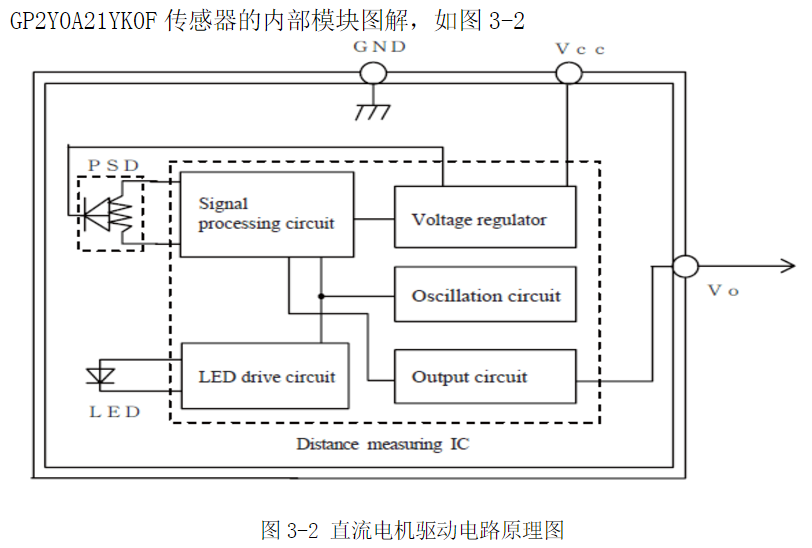 GP2Y0A21YK0F 传感器的内部模块图解，如图 3-2
GND
Vcc
PSD
Signal
processing circuit
Voltage regulator
Oscillation circuit
Vo
LED drive circuit
Output circuit
LED
Distance measuring IC
图 3-2 直流电机驱动电路原理图